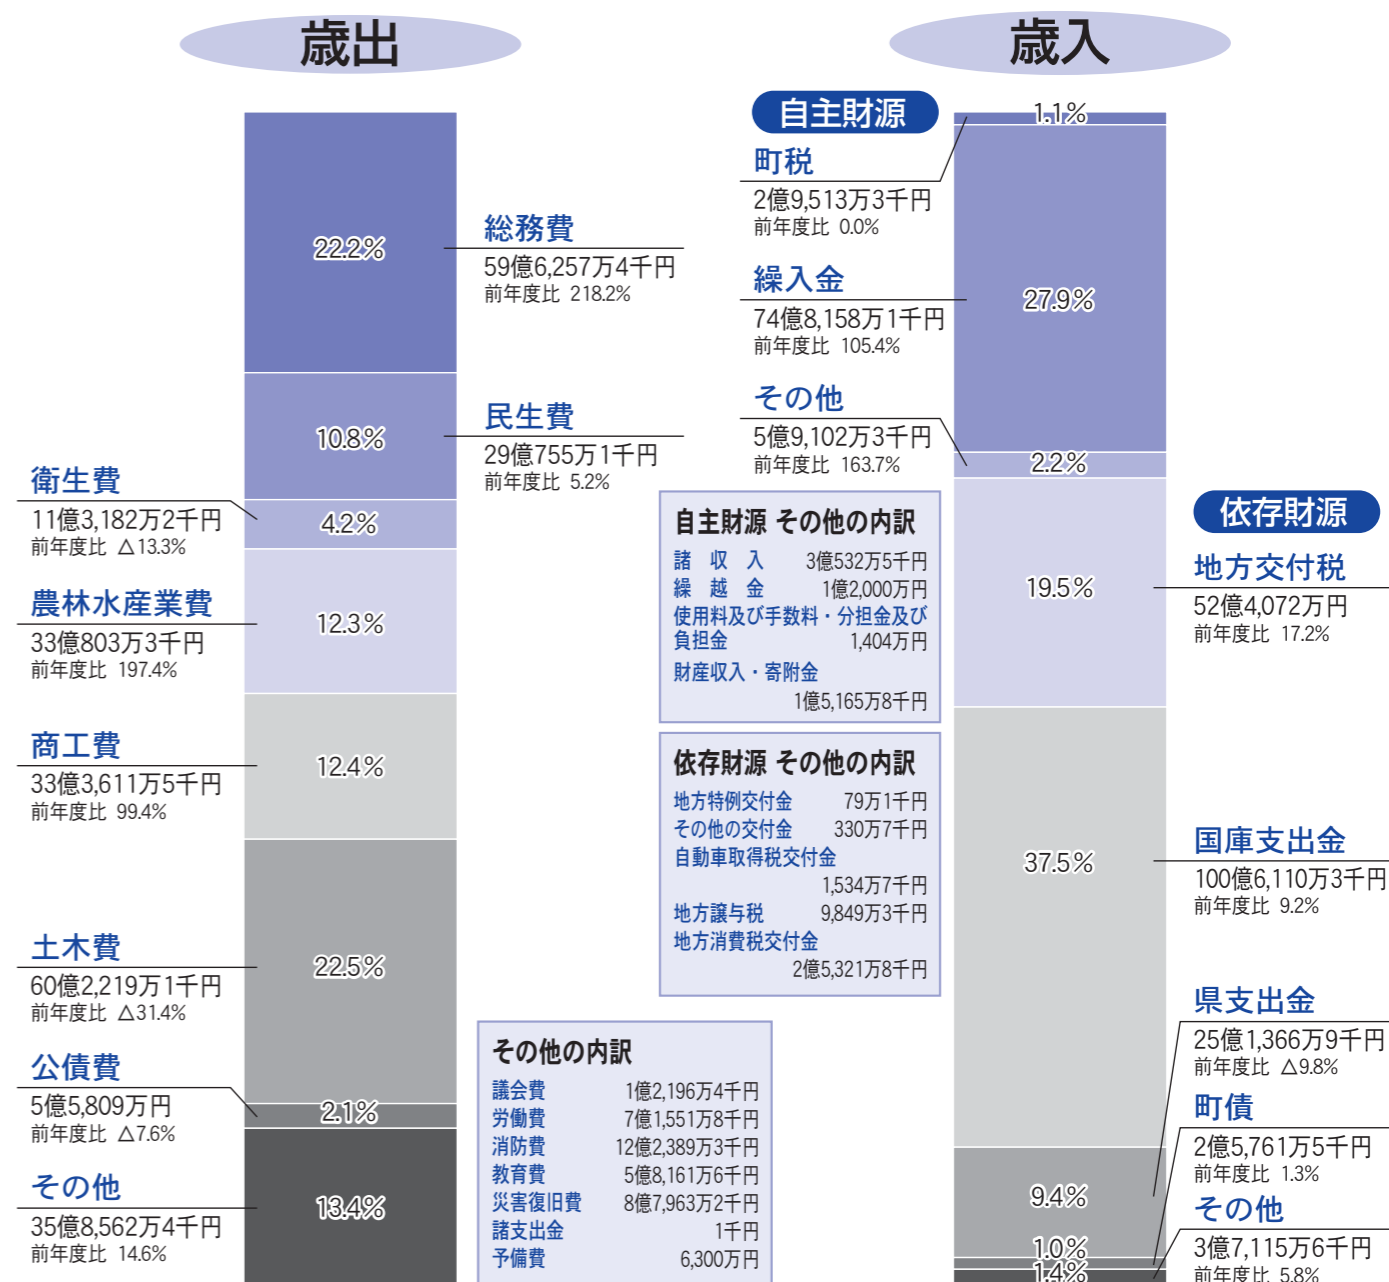 歳出
22.2%
総務費
59億6,257万4千円
前年度比 218.2%
10.8%
民生費
29億755万1千円
前年度比 5.2%
衛生費
11億3,182万2千円
前年度比 △13.3%
4.2%
農林水産業費
33億803万3千円
前年度比 197.4%
12.3%
商工費
33億3,611万5千円
前年度比 99.4%
12.4%
土木費
60億2,219万1千円
前年度比 △31.4%
22.5%
公債費
5億5,809万円
前年度比 △7.6%
2.1%
その他
35億8,562万4千円
前年度比 14.6%
13.4%
その他の内訳
議会費 1億2,196万4千円
労働費 7億1,551万8千円
消防費 12億2,389万3千円
教育費 5億8,161万6千円
災害復旧費 8億7,963万2千円
諸支出金 1千円
予備費 6,300万円
歳入
自主財源
町税
2億9,513万3千円
前年度比 0.0%
1.1%
繰入金
74億8,158万1千円
前年度比 105.4%
27.9%
その他
5億9,102万3千円
前年度比 163.7%
2.2%
自主財源 その他の内訳
諸収入 3億532万5千円
繰越金 1億2,000万円
使用料及び手数料・分担金及び
負担金 1,404万円
財産収入・寄附金
1億5,165万8千円
依存財源 その他の内訳
地方特例交付金 79万1千円
その他の交付金 330万7千円
自動車取得税交付金
1,534万7千円
地方譲与税 9,849万3千円
地方消費税交付金
2億5,321万8千円
依存財源
地方交付税
52億4,072万円
前年度比 17.2%
19.5%
国庫支出金
100億6,110万3千円
前年度比 9.2%
37.5%
県支出金
25億1,366万9千円
前年度比 △9.8%
9.4%
町債
2億5,761万5千円
前年度比 1.3%
1.0%
その他
3億7,115万6千円
前年度比 5.8%
1.4%